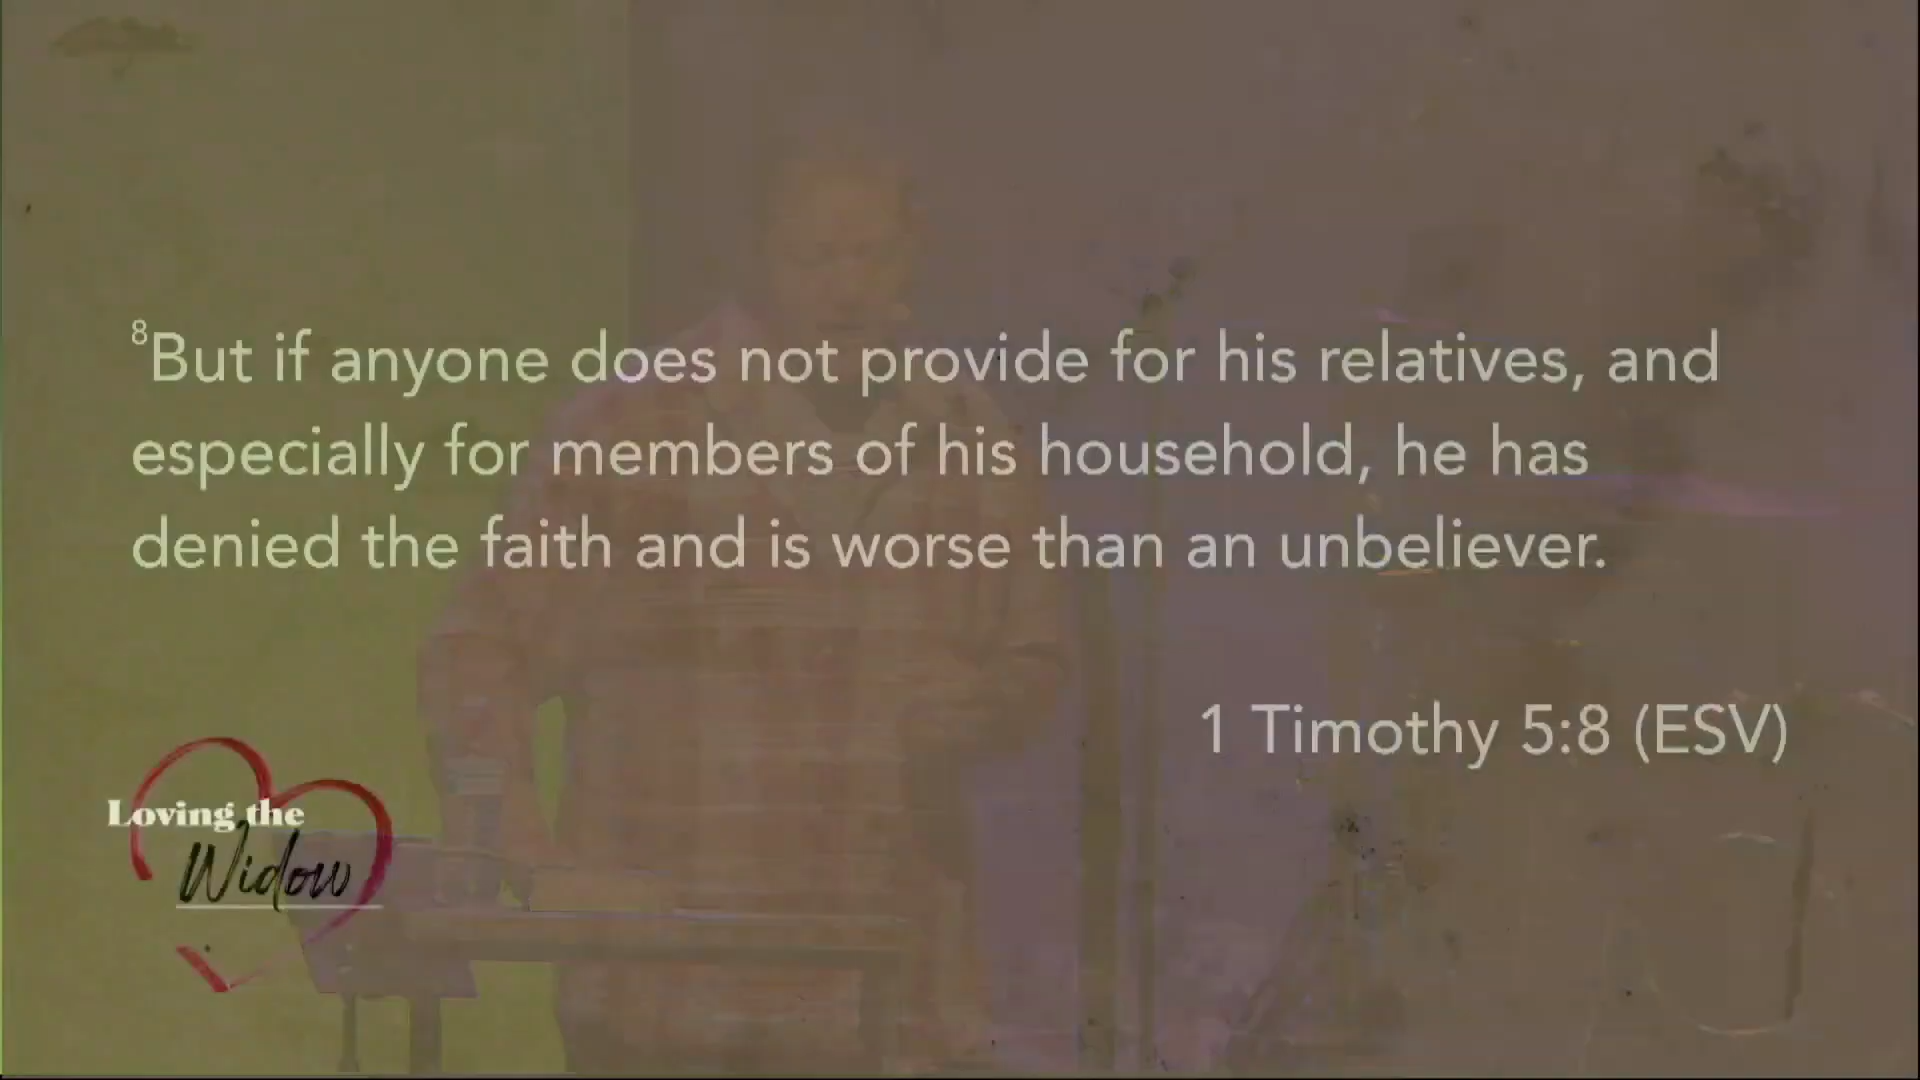 ⁸But if anyone does not provide for his relatives, and
especially for members of his household, he has
denied the faith and is worse than an unbeliever.
1 Timothy 5:8 (ESV)
Loving the
Widow